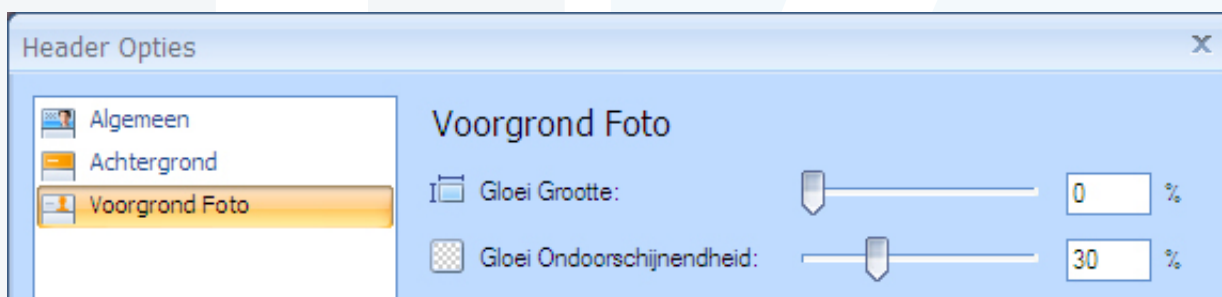 Header Opties
Algemeen
Achtergrond
Voorgrond Foto
Voorgrond Foto
Gloei Grootte: 0 %
Gloei Ondoorschijnendheid: 30 %